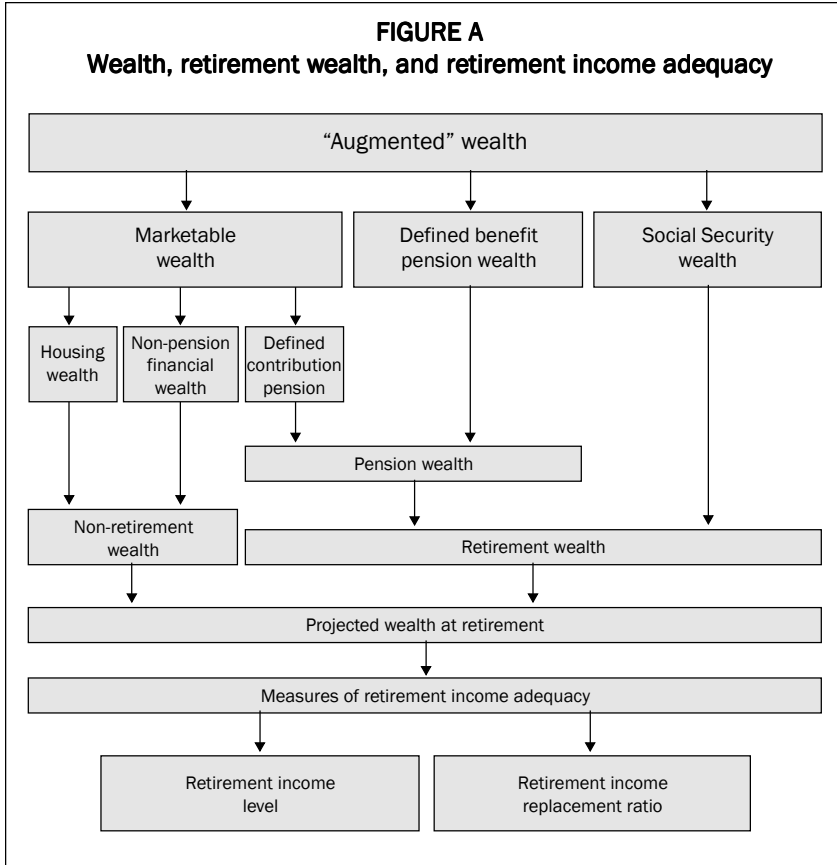 FIGURE A
Wealth, retirement wealth, and retirement income adequacy
“Augmented” wealth
Marketable
wealth
Defined benefit
pension wealth
Social Security
wealth
Housing
wealth
Non-pension
financial
wealth
Defined
contribution
pension
Pension wealth
Non-retirement
wealth
Retirement wealth
Projected wealth at retirement
Measures of retirement income adequacy
Retirement income
level
Retirement income
replacement ratio